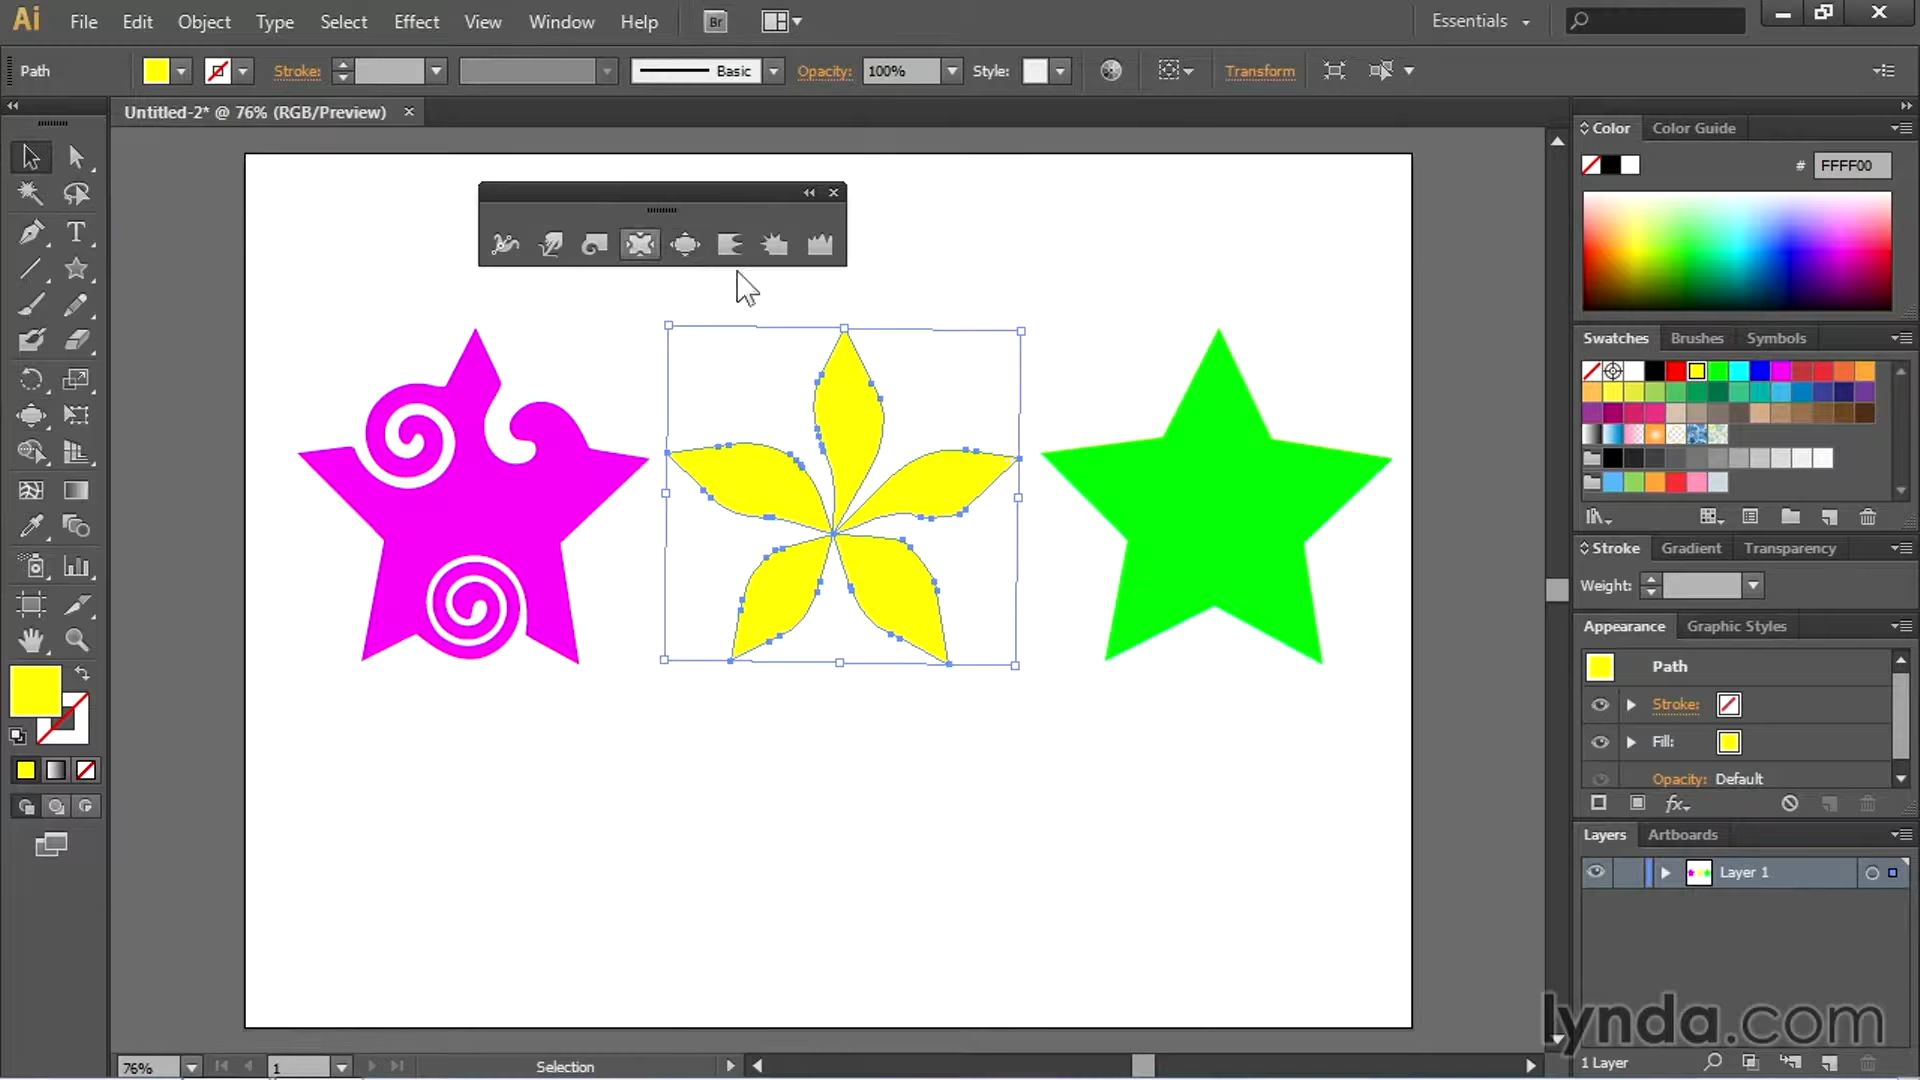 Ai File Edit Object Type Select Effect View Window Help Br Essentials
Path Stroke: Basic Opacity: 100% Style: Transform
Untitled-2* @ 76% (RGB/Preview) ×
Color Color Guide
# FFFF00
Swatches Brushes Symbols
Stroke Gradient Transparency
Weight:
Appearance Graphic Styles
Path
Stroke:
Fill:
Opacity: Default
fx
Layers Artboards
Layer 1
lynda.com
1 Layer
76% 1 Selection